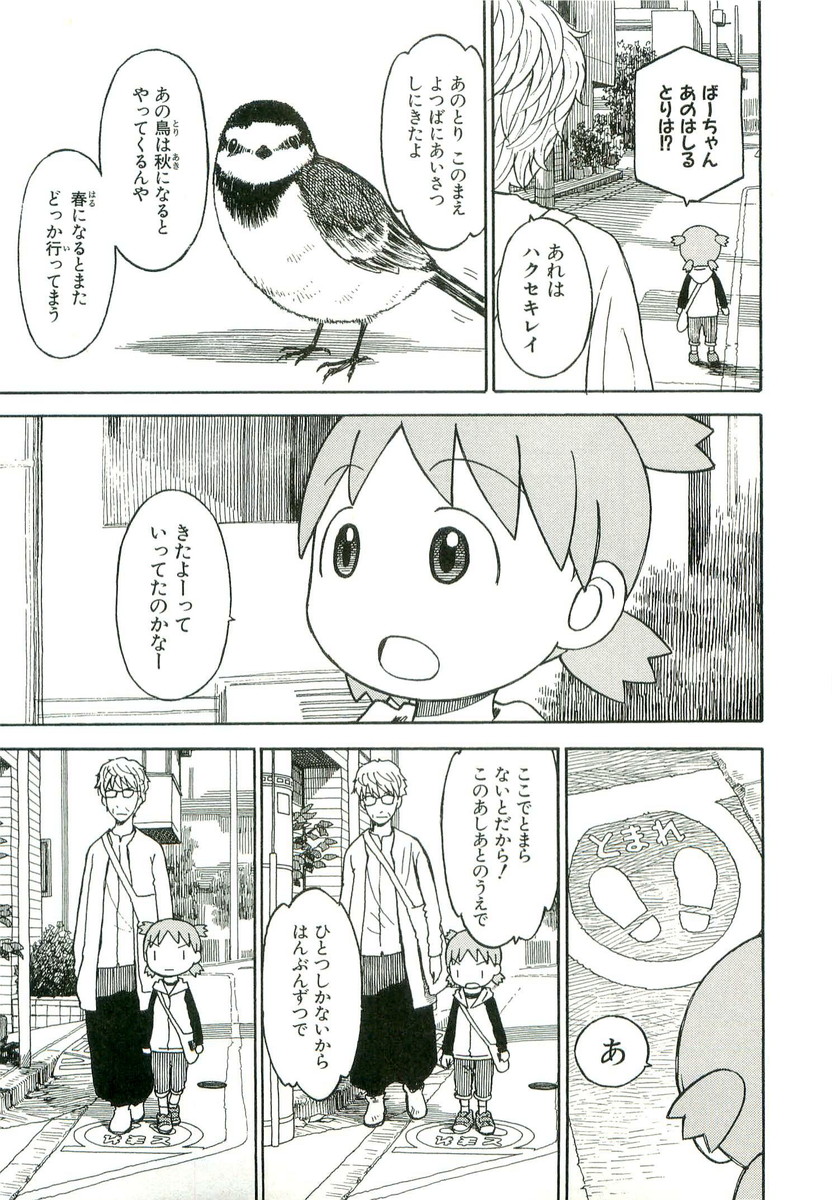 ばーちゃん
あのはしる
とりは!?
あれは
ハクセキレイ
あのとり このまえ
よつばにあいさつ
しにきたよ
あの鳥は秋になると
やってくるんや
春になるとまた
どっか行ってまう
きたよーって
いってたのかなー
とまれ
あ
ここでとまら
ないとだから!
このあしあとのうえで
ひとつしかないから
はんぶんずつで